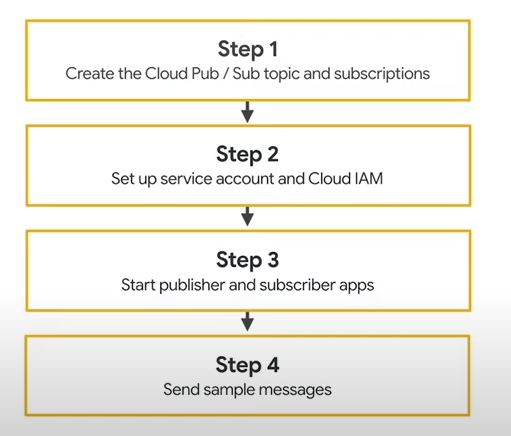 Step 1
Create the Cloud Pub / Sub topic and subscriptions
Step 2
Set up service account and Cloud IAM
Step 3
Start publisher and subscriber apps
Step 4
Send sample messages